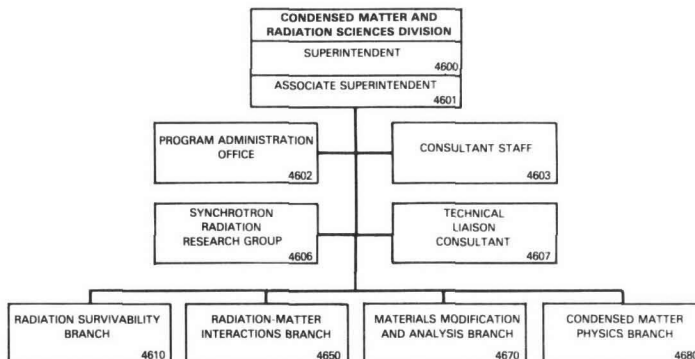 CONDENSED MATTER AND
RADIATION SCIENCES DIVISION
SUPERINTENDENT
4600
ASSOCIATE SUPERINTENDENT
4601
PROGRAM ADMINISTRATION
OFFICE
4602
CONSULTANT STAFF
4603
SYNCHROTRON
RADIATION
RESEARCH GROUP
4606
TECHNICAL
LIAISON
CONSULTANT
4607
RADIATION SURVIVABILITY
BRANCH
4610
RADIATION-MATTER
INTERACTIONS BRANCH
4650
MATERIALS MODIFICATION
AND ANALYSIS BRANCH
4670
CONDENSED MATTER
PHYSICS BRANCH
4680